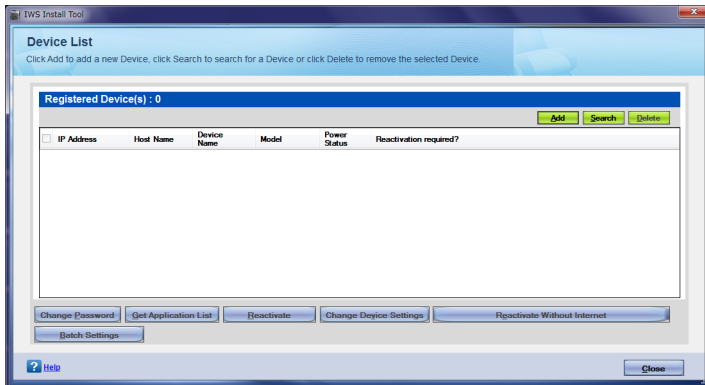 IWS Install Tool
Device List
Click Add to add a new Device, click Search to search for a Device or click Delete to remove the selected Device.
Registered Device(s) : 0
Add Search Delete
IP Address Host Name Device Name Model Power Status Reactivation required?
Change Password Get Application List Reactivate Change Device Settings Reactivate Without Internet
Batch Settings
? Help Close